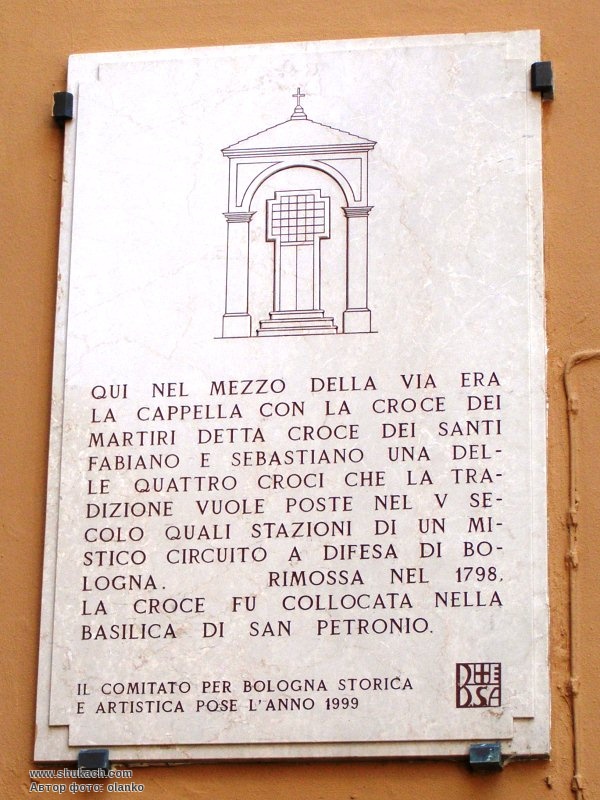 QUI NEL MEZZO DELLA VIA ERA
LA CAPPELLA CON LA CROCE DEI
MARTIRI DETTA CROCE DEI SANTI
FABIANO E SEBASTIANO UNA DEL-
LE QUATTRO CROCI CHE LA TRA-
DIZIONE VUOLE POSTE NEL V SE-
COLO QUALI STAZIONI DI UN MI-
STICO CIRCUITO A DIFESA DI BO-
LOGNA. RIMOSSA NEL 1798,
LA CROCE FU COLLOCATA NELLA
BASILICA DI SAN PETRONIO.
IL COMITATO PER BOLOGNA STORICA
E ARTISTICA POSE L'ANNO 1999
www.shukach.com
Автор фото: olanko